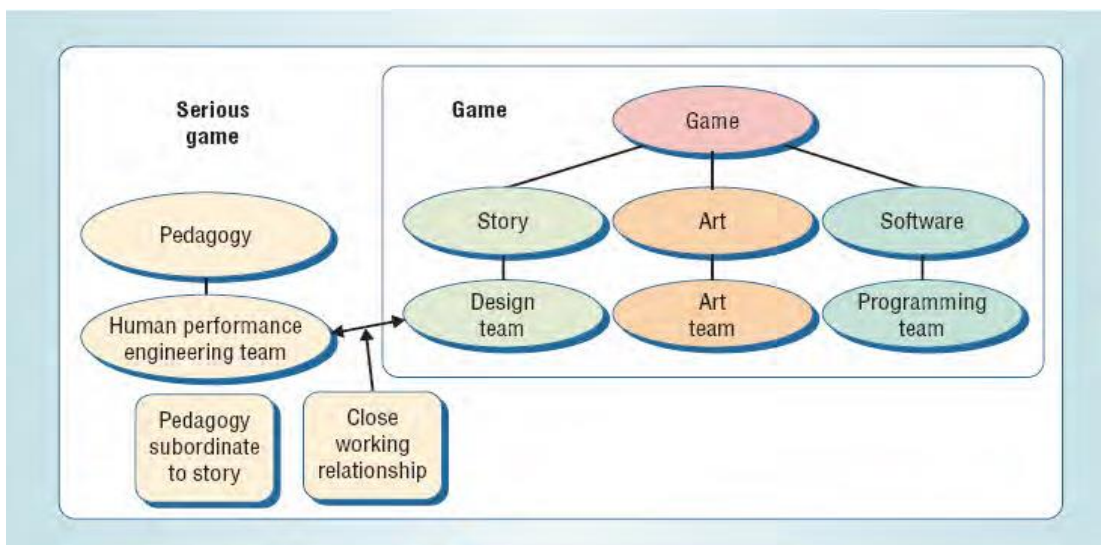 Serious
game
Game
Game
Pedagogy
Story
Art
Software
Human performance
engineering team
Design
team
Art
team
Programming
team
Pedagogy
subordinate
to story
Close
working
relationship